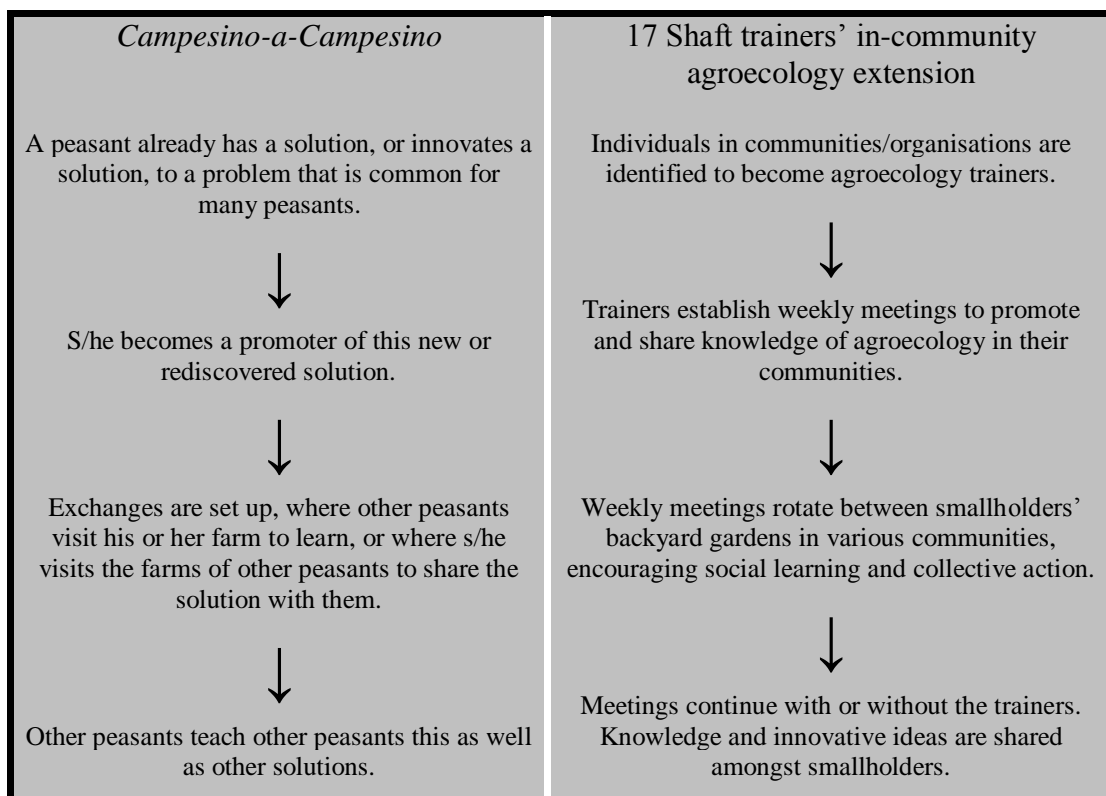 Campesino-a-Campesino
A peasant already has a solution, or innovates a
solution, to a problem that is common for
many peasants.
↓
S/he becomes a promoter of this new or
rediscovered solution.
↓
Exchanges are set up, where other peasants
visit his or her farm to learn, or where s/he
visits the farms of other peasants to share the
solution with them.
↓
Other peasants teach other peasants this as well
as other solutions.
17 Shaft trainers’ in-community
agroecology extension
Individuals in communities/organisations are
identified to become agroecology trainers.
↓
Trainers establish weekly meetings to promote
and share knowledge of agroecology in their
communities.
↓
Weekly meetings rotate between smallholders’
backyard gardens in various communities,
encouraging social learning and collective action.
↓
Meetings continue with or without the trainers.
Knowledge and innovative ideas are shared
amongst smallholders.